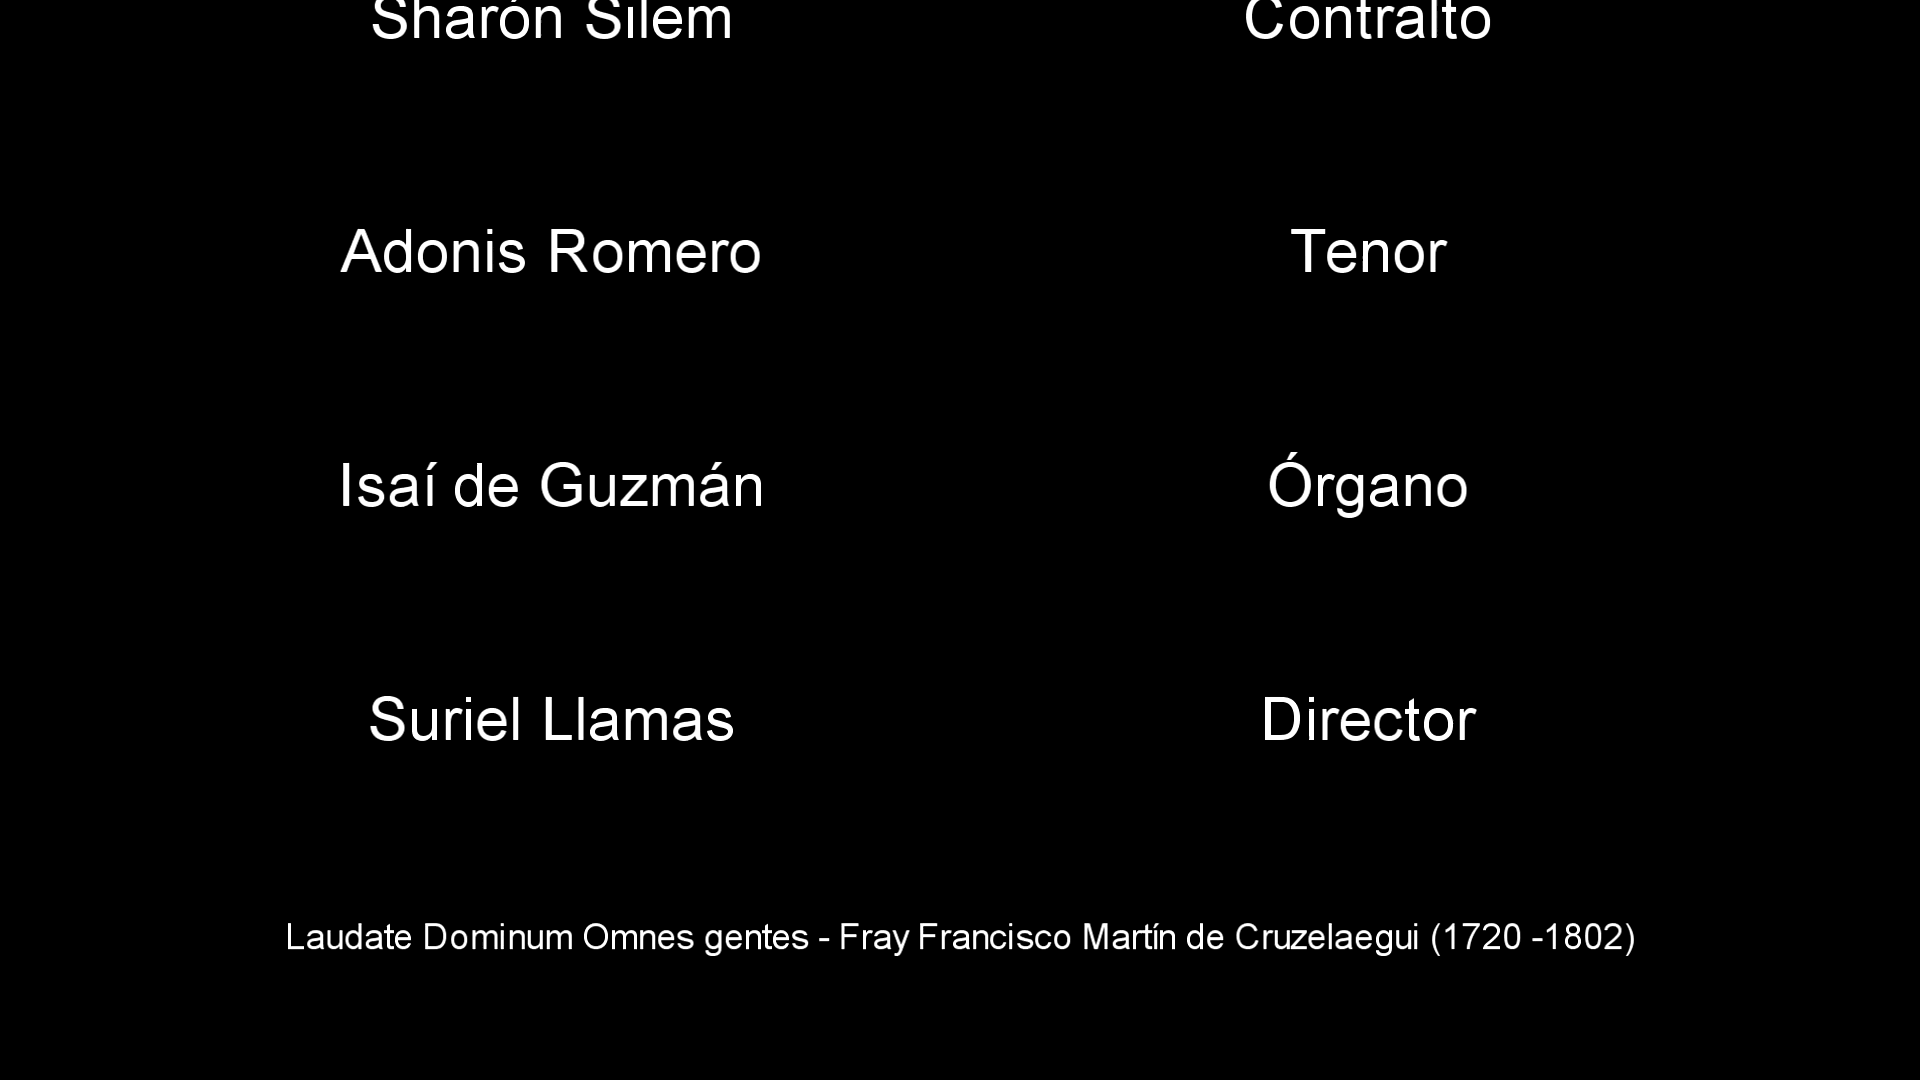 Sharón Silem Contralto
Adonis Romero Tenor
Isaí de Guzmán Órgano
Suriel Llamas Director
Laudate Dominum Omnes gentes - Fray Francisco Martín de Cruzelaegui (1720 -1802)